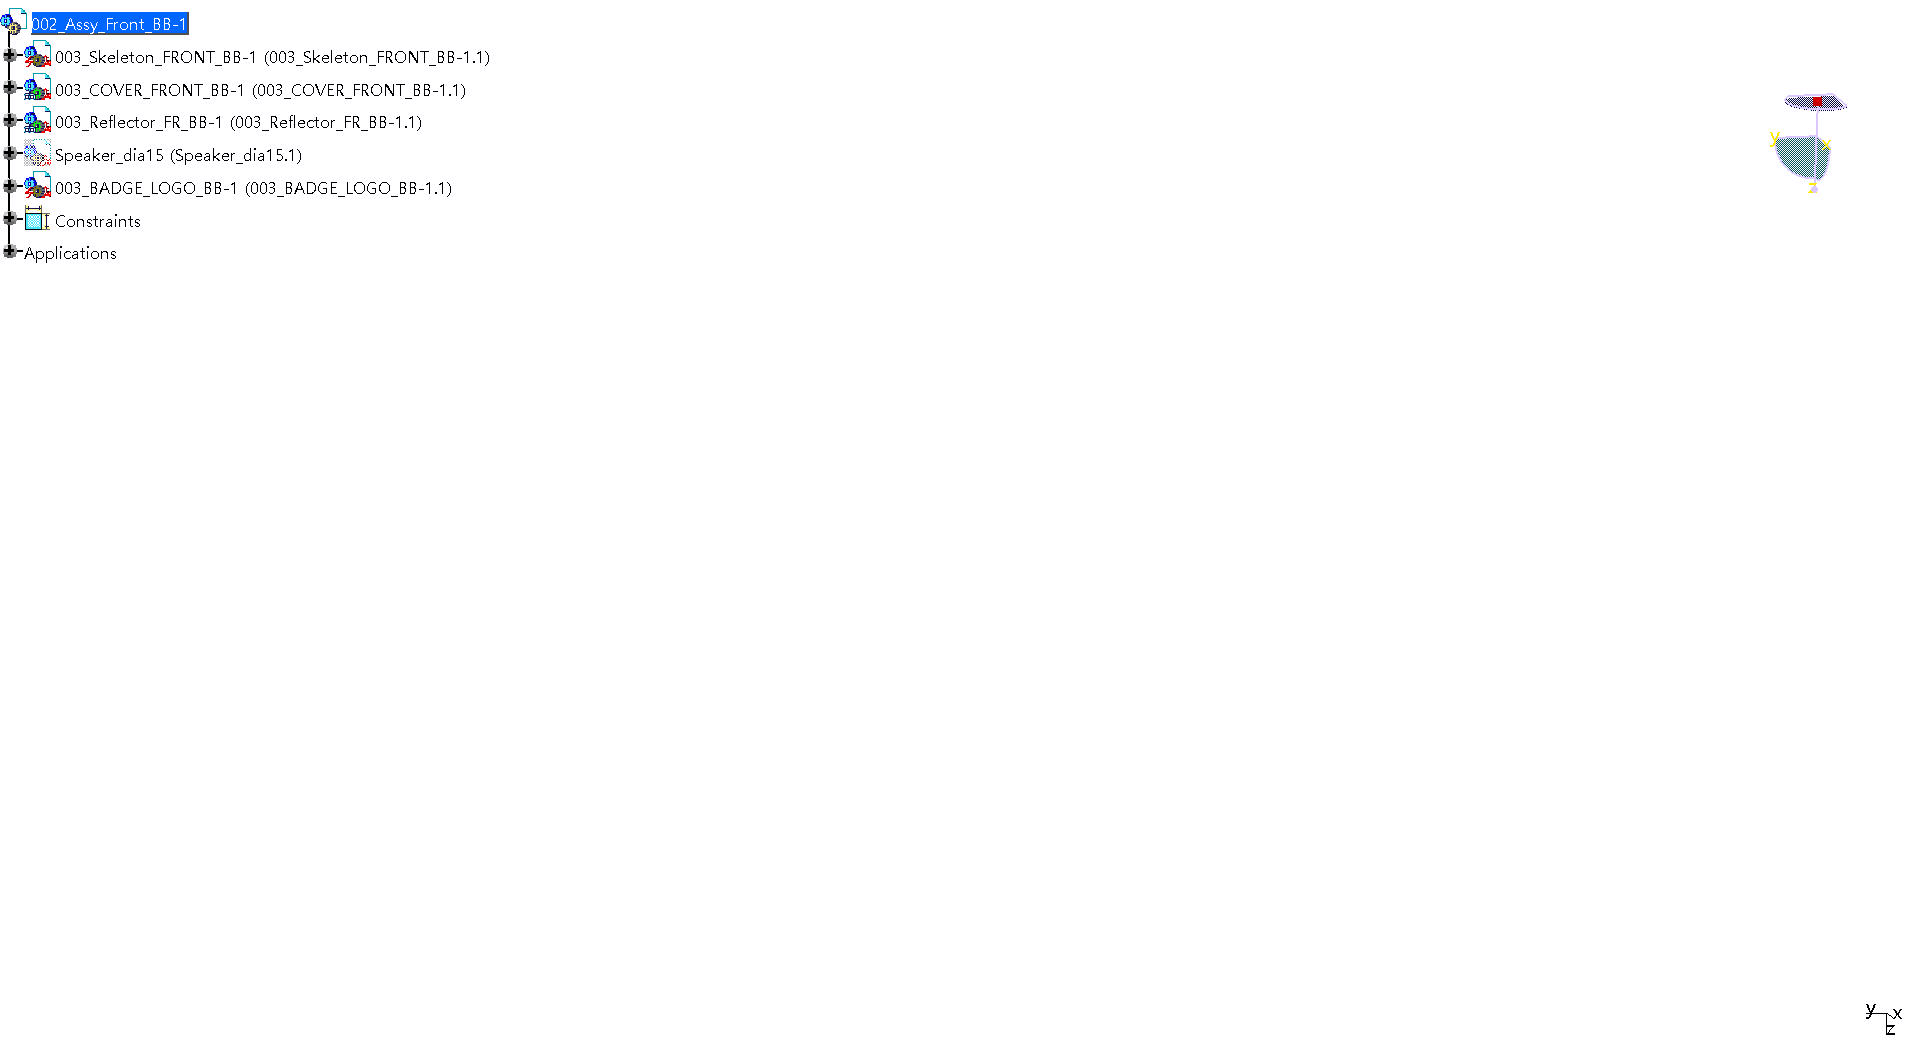 002_Assy_Front_BB-1
003_Skeleton_FRONT_BB-1 (003_Skeleton_FRONT_BB-1.1)
003_COVER_FRONT_BB-1 (003_COVER_FRONT_BB-1.1)
003_Reflector_FR_BB-1 (003_Reflector_FR_BB-1.1)
Speaker_dia15 (Speaker_dia15.1)
003_BADGE_LOGO_BB-1 (003_BADGE_LOGO_BB-1.1)
Constraints
Applications
y x
z
y x
z